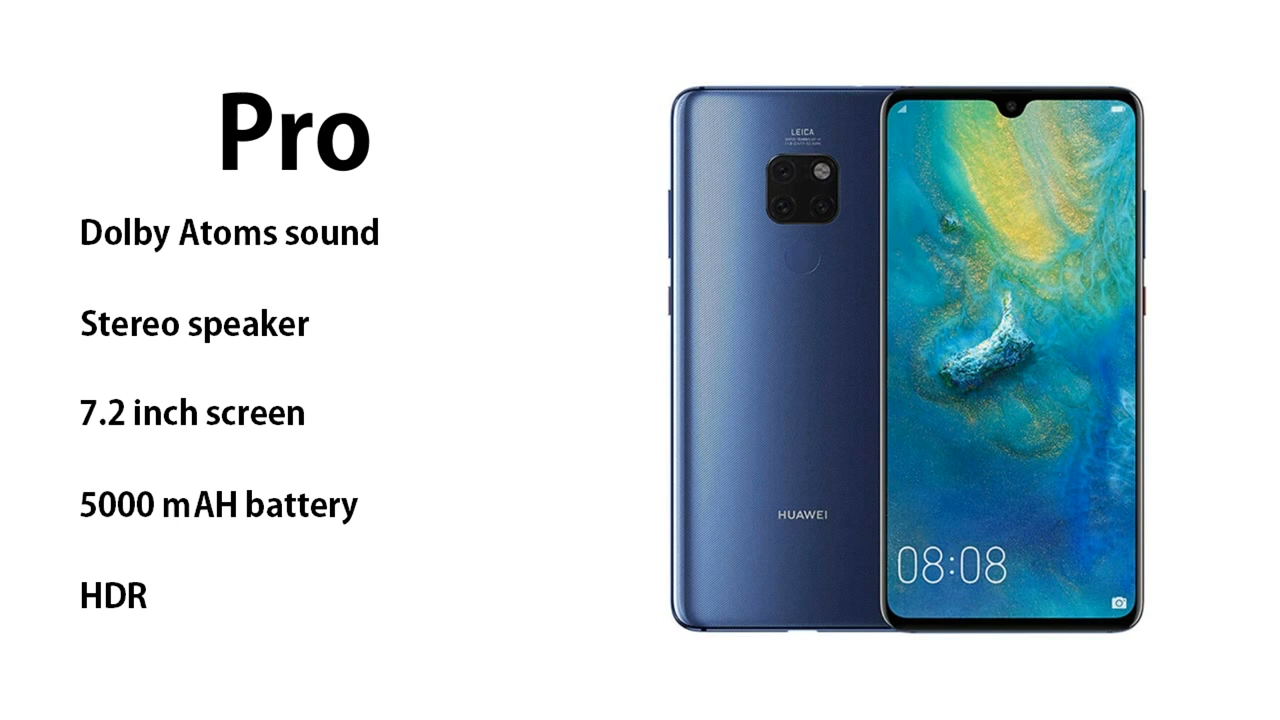 Pro
Dolby Atoms sound
Stereo speaker
7.2 inch screen
5000 mAH battery
HDR
LEICA
HUAWEI
08:08